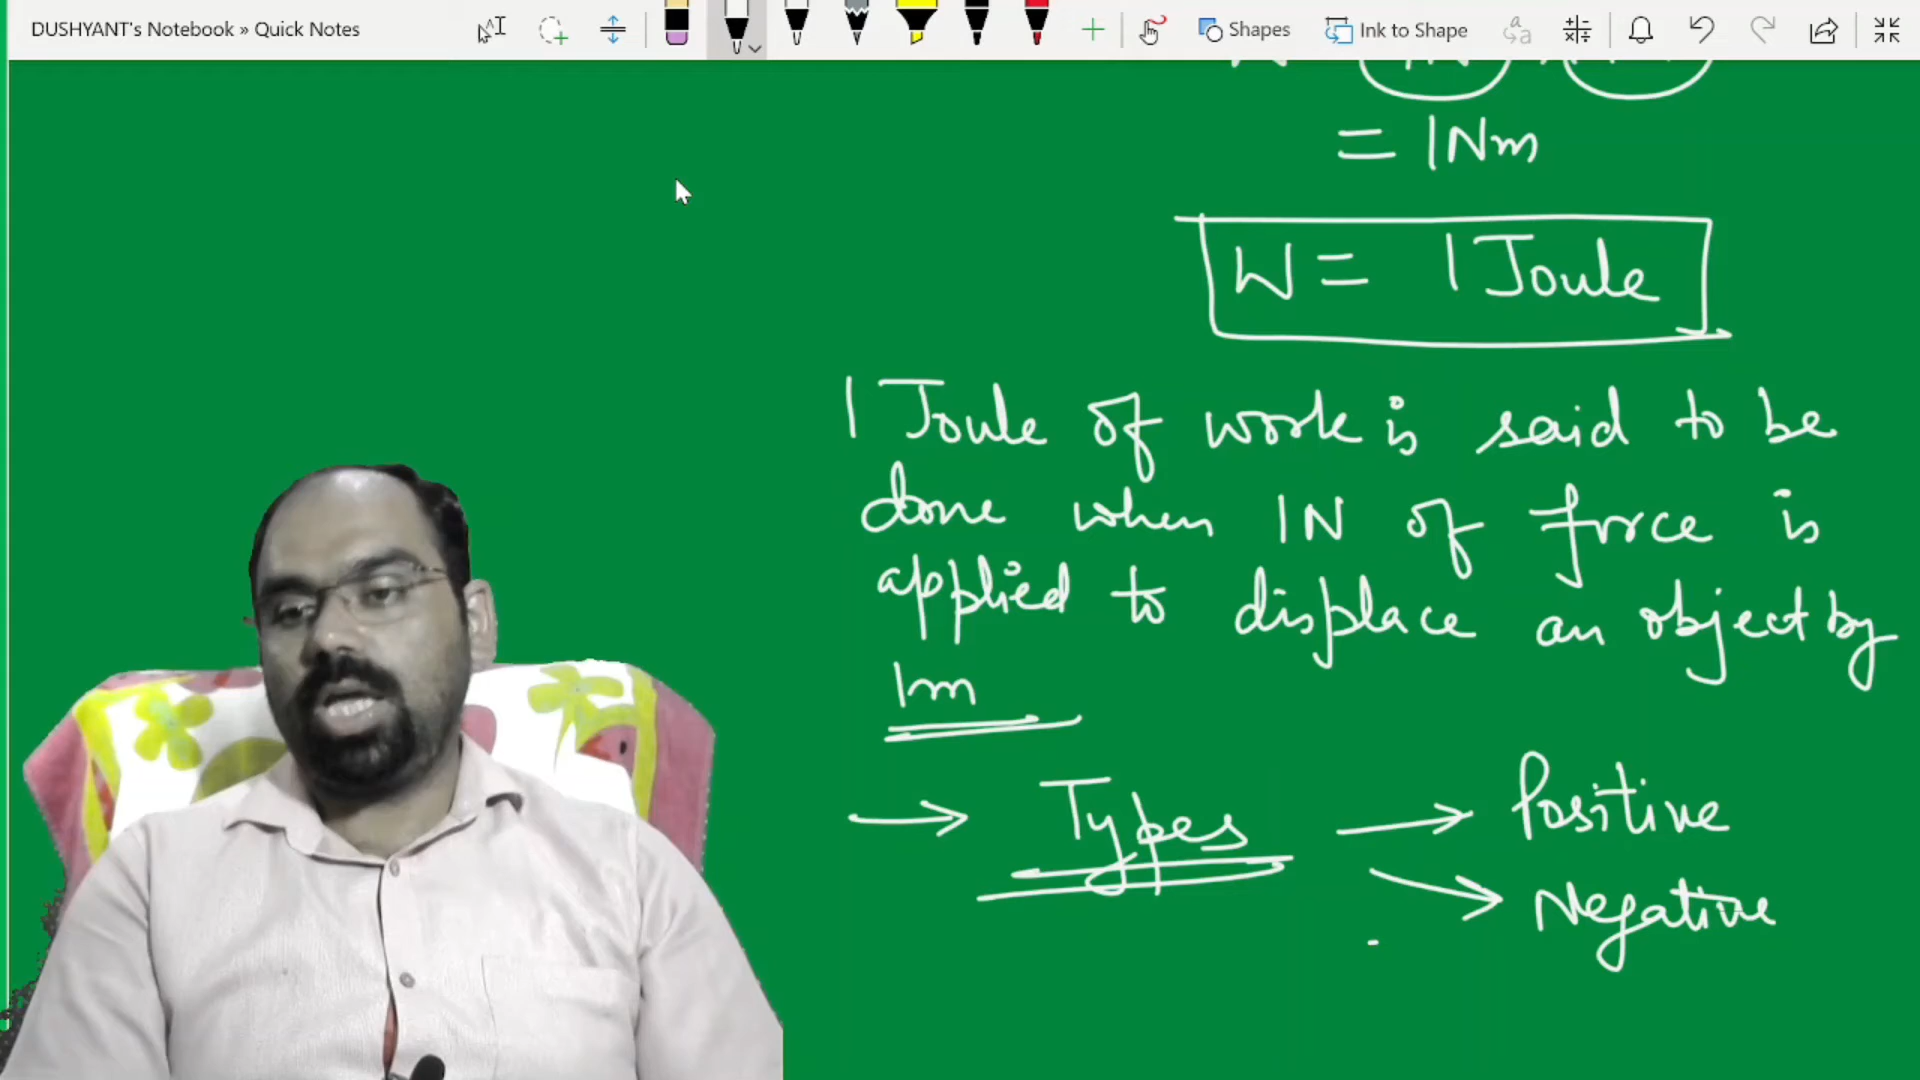 DUSHYANT's Notebook » Quick Notes
Shapes
Ink to Shape
= 1Nm
W = 1 Joule
1 Joule of work is said to be
done when 1N of force is
applied to displace an object by
1m
→ Types → Positive
→ Negative